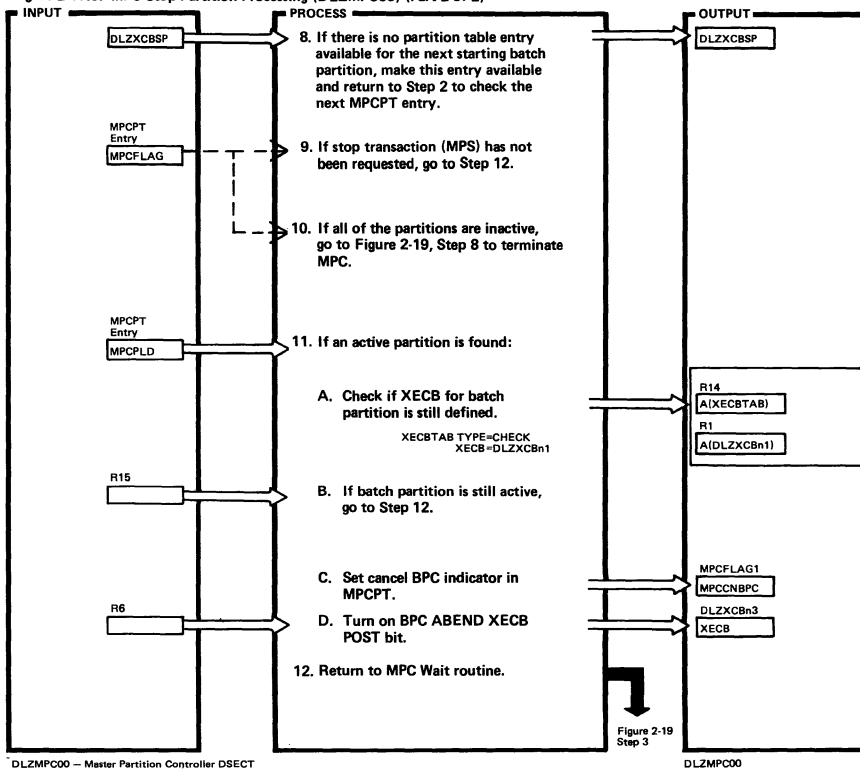 INPUT
PROCESS
OUTPUT
DLZXCBSP
8. If there is no partition table entry
available for the next starting batch
partition, make this entry available
and return to Step 2 to check the
next MPCPT entry.
DLZXCBSP
MPCPT
Entry
MPCFLAG
9. If stop transaction (MPS) has not
been requested, go to Step 12.
10. If all of the partitions are inactive,
go to Figure 2-19, Step 8 to terminate
MPC.
MPCPT
Entry
MPCPLD
11. If an active partition is found:
A. Check if XECB for batch
partition is still defined.
XECBTAB TYPE=CHECK
XECB=DLZXCBn1
R14
A(XECBTAB)
R1
A(DLZXCBn1)
R15
B. If batch partition is still active,
go to Step 12.
C. Set cancel BPC indicator in
MPCPT.
MPCFLAG1
MPCCNBPC
R6
D. Turn on BPC ABEND XECB
POST bit.
DLZXCBn3
XECB
12. Return to MPC Wait routine.
Figure 2-19
Step 3
DLZMPC00 — Master Partition Controller DSECT
DLZMPC00